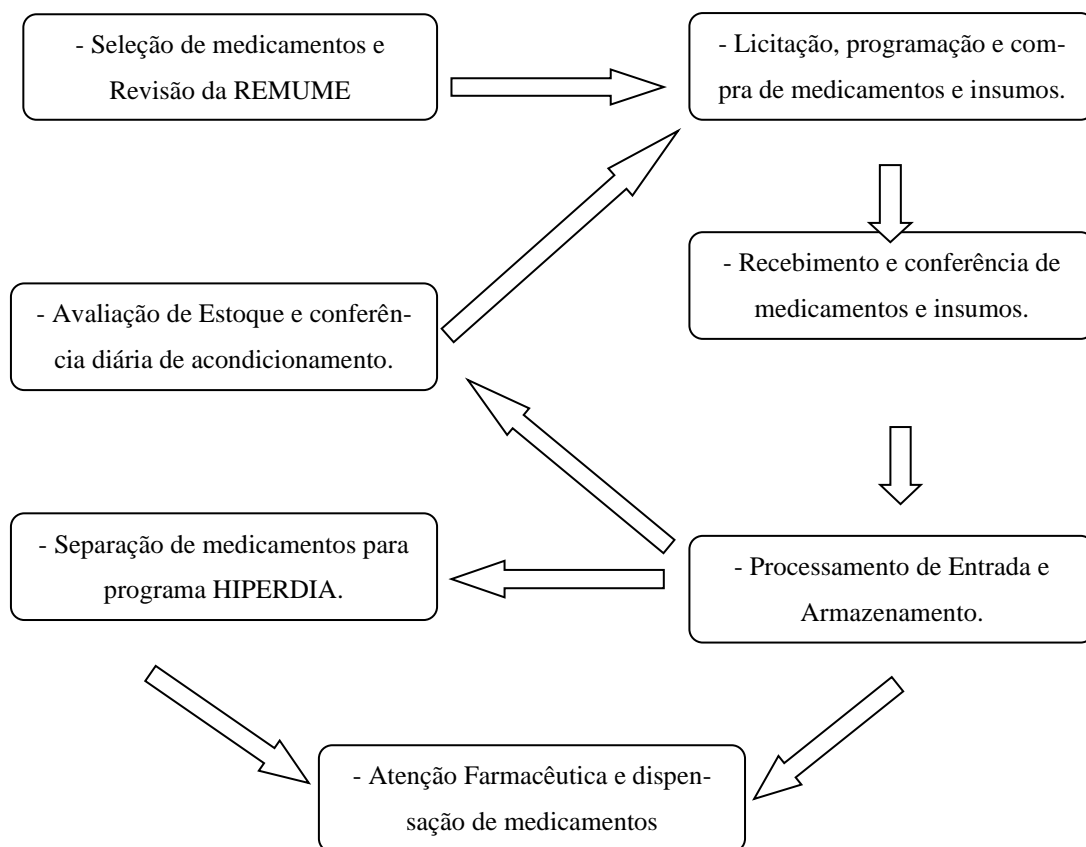 - Seleção de medicamentos e
Revisão da REMUME
- Licitação, programação e com-
pra de medicamentos e insumos.
- Recebimento e conferência de
medicamentos e insumos.
- Avaliação de Estoque e conferên-
cia diária de acondicionamento.
- Separação de medicamentos para
programa HIPERDIA.
- Processamento de Entrada e
Armazenamento.
- Atenção Farmacêutica e dispen-
sação de medicamentos